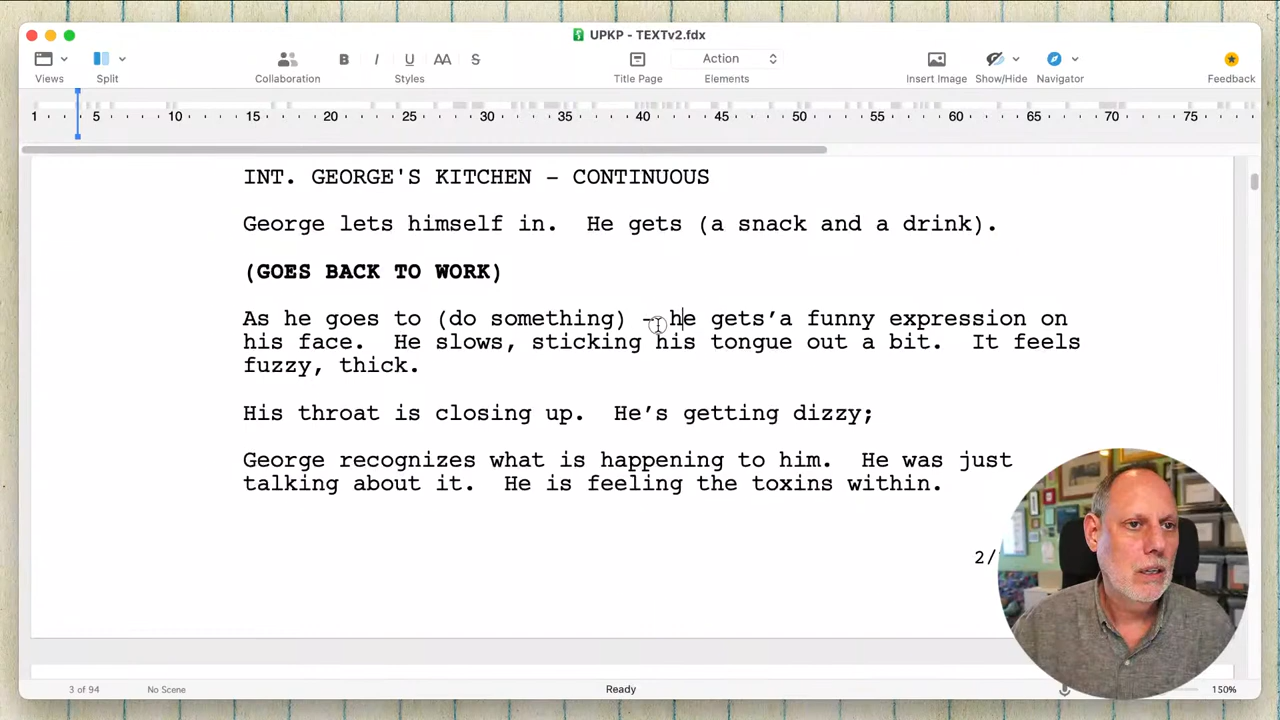 UPKP - TEXTv2.fdx
Views Split Collaboration B I U AA S Styles Title Page Action Elements Insert Image Show/Hide Navigator Feedback
1 5 10 15 20 25 30 35 40 45 50 55 60 65 70 75
INT. GEORGE'S KITCHEN – CONTINUOUS
George lets himself in.  He gets (a snack and a drink).
(GOES BACK TO WORK)
As he goes to (do something) – he gets’a funny expression on
his face.  He slows, sticking his tongue out a bit.  It feels
fuzzy, thick.
His throat is closing up.  He’s getting dizzy;
George recognizes what is happening to him.  He was just
talking about it.  He is feeling the toxins within.
2/
3 of 94 No Scene Ready 150%